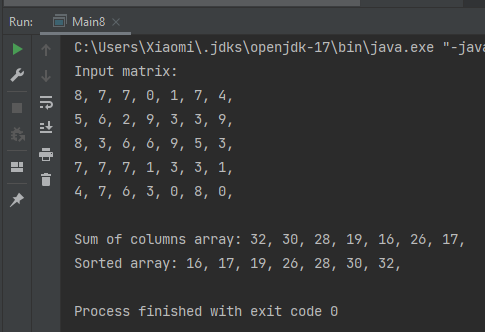 Run: Main8 ×
C:\Users\Xiaomi\.jdks\openjdk-17\bin\java.exe "-java
Input matrix:
8, 7, 7, 0, 1, 7, 4,
5, 6, 2, 9, 3, 3, 9,
8, 3, 6, 6, 9, 5, 3,
7, 7, 7, 1, 3, 3, 1,
4, 7, 6, 3, 0, 8, 0,
Sum of columns array: 32, 30, 28, 19, 16, 26, 17,
Sorted array: 16, 17, 19, 26, 28, 30, 32,
Process finished with exit code 0